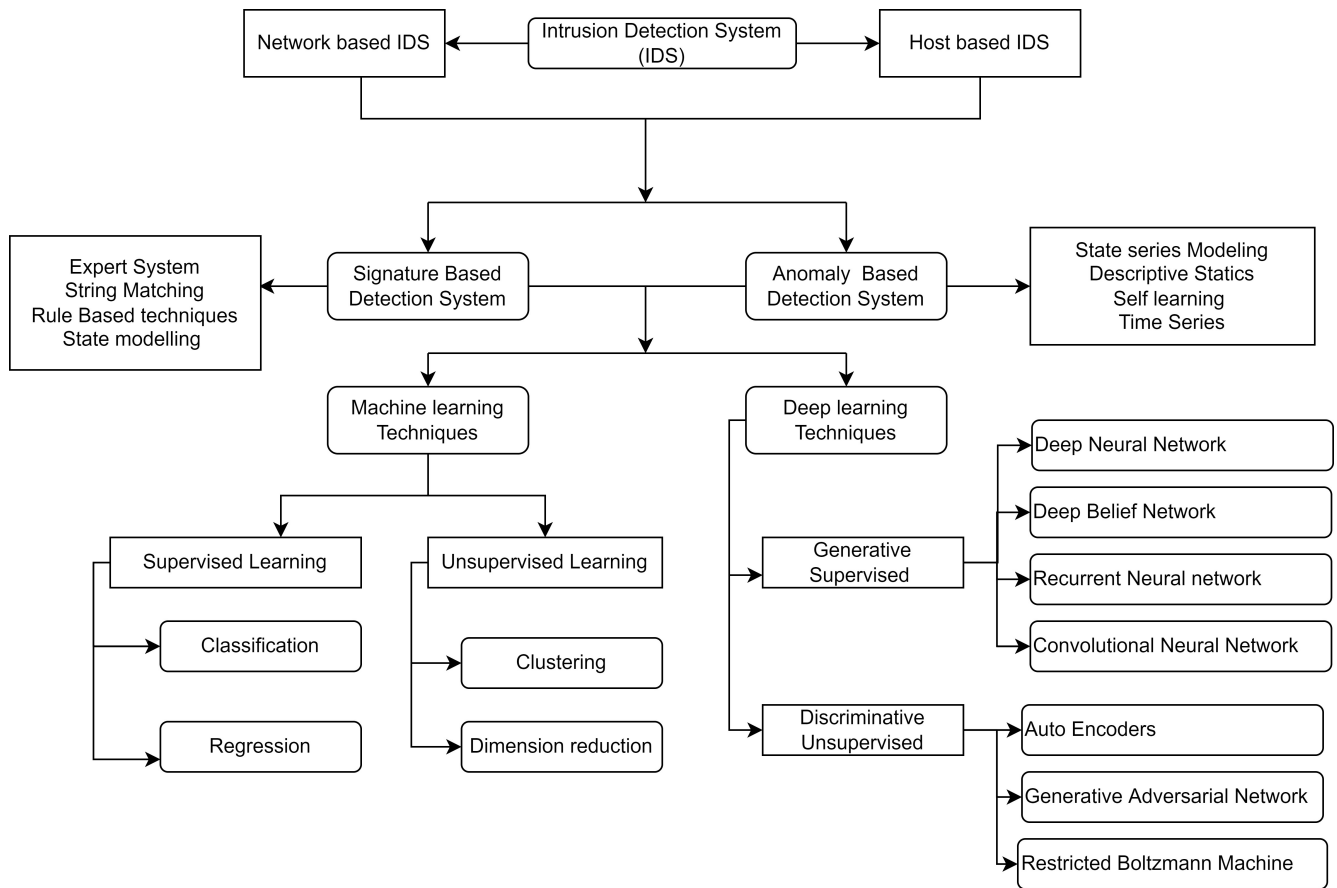 Network based IDS
Intrusion Detection System
(IDS)
Host based IDS
Expert System
String Matching
Rule Based techniques
State modelling
Signature Based
Detection System
Anomaly Based
Detection System
State series Modeling
Descriptive Statics
Self learning
Time Series
Machine learning
Techniques
Deep learning
Techniques
Supervised Learning
Classification
Regression
Unsupervised Learning
Clustering
Dimension reduction
Generative
Supervised
Deep Neural Network
Deep Belief Network
Recurrent Neural network
Convolutional Neural Network
Discriminative
Unsupervised
Auto Encoders
Generative Adversarial Network
Restricted Boltzmann Machine